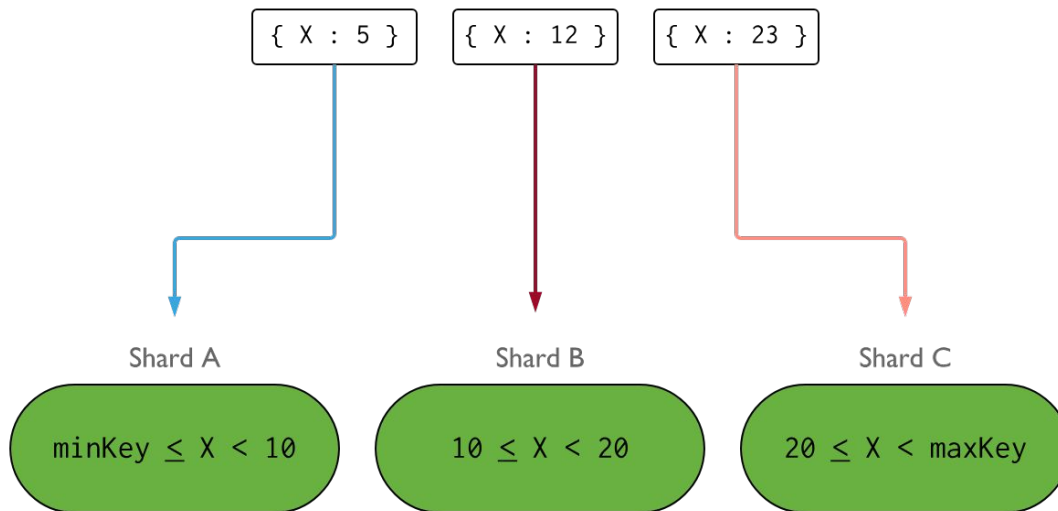 { X : 5 }
{ X : 12 }
{ X : 23 }
Shard A
Shard B
Shard C
minKey ≤ X < 10
10 ≤ X < 20
20 ≤ X < maxKey